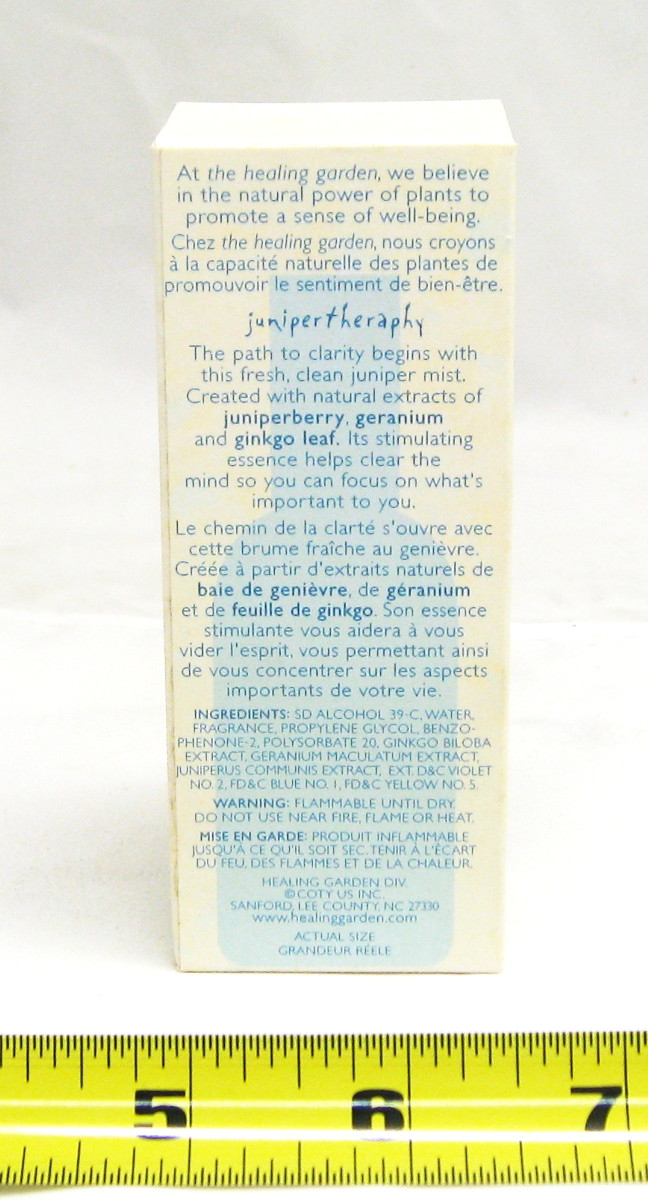 At the healing garden, we believe
in the natural power of plants to
promote a sense of well-being.
Chez the healing garden, nous croyons
à la capacité naturelle des plantes de
promouvoir le sentiment de bien-être.
junipertheraphy
The path to clarity begins with
this fresh, clean juniper mist.
Created with natural extracts of
juniperberry, geranium
and ginkgo leaf. Its stimulating
essence helps clear the
mind so you can focus on what's
important to you.
Le chemin de la clarté s'ouvre avec
cette brume fraîche au genièvre.
Créée à partir d'extraits naturels de
baie de genièvre, de géranium
et de feuille de ginkgo. Son essence
stimulante vous aidera à vous
vider l'esprit, vous permettant ainsi
de vous concentrer sur les aspects
importants de votre vie.
INGREDIENTS: SD ALCOHOL 39-C, WATER,
FRAGRANCE, PROPYLENE GLYCOL, BENZO-
PHENONE-2, POLYSORBATE 20, GINKGO BILOBA
EXTRACT, GERANIUM MACULATUM EXTRACT,
JUNIPERUS COMMUNIS EXTRACT, EXT. D&C VIOLET
NO. 2, FD&C BLUE NO. 1, FD&C YELLOW NO. 5.
WARNING: FLAMMABLE UNTIL DRY.
DO NOT USE NEAR FIRE, FLAME OR HEAT.
MISE EN GARDE: PRODUIT INFLAMMABLE
JUSQU'À CE QU'IL SOIT SEC. TENIR À L'ÉCART
DU FEU, DES FLAMMES ET DE LA CHALEUR.
HEALING GARDEN DIV.
©COTY US INC.
SANFORD, LEE COUNTY, NC 27330
www.healinggarden.com
ACTUAL SIZE
GRANDEUR RÉELE
5 6 7